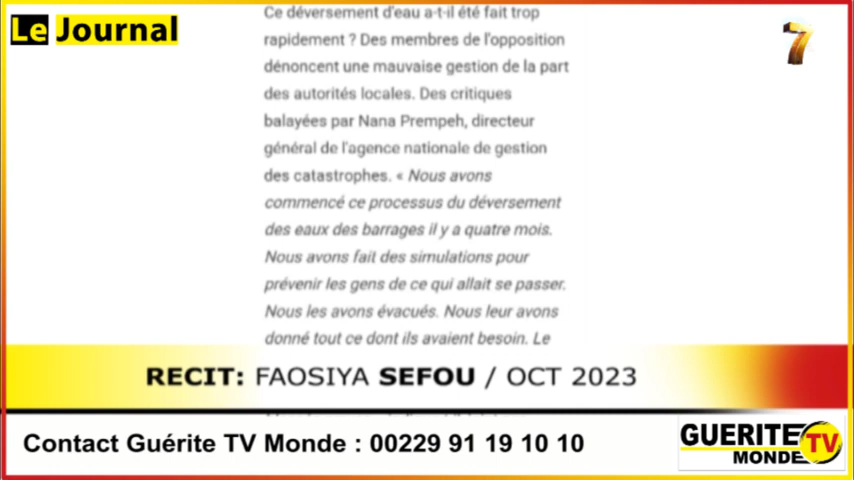 Le Journal
7
Ce déversement d'eau a-t-il été fait trop
rapidement ? Des membres de l'opposition
dénoncent une mauvaise gestion de la part
des autorités locales. Des critiques
balayées par Nana Prempeh, directeur
général de l'agence nationale de gestion
des catastrophes. « Nous avons
commencé ce processus du déversement
des eaux des barrages il y a quatre mois.
Nous avons fait des simulations pour
prévenir les gens de ce qui allait se passer.
Nous les avons évacués. Nous leur avons
donné tout ce dont ils avaient besoin. Le
RECIT: FAOSIYA SEFOU / OCT 2023
Contact Guérite TV Monde : 00229 91 19 10 10
GUERITE TV
MONDE